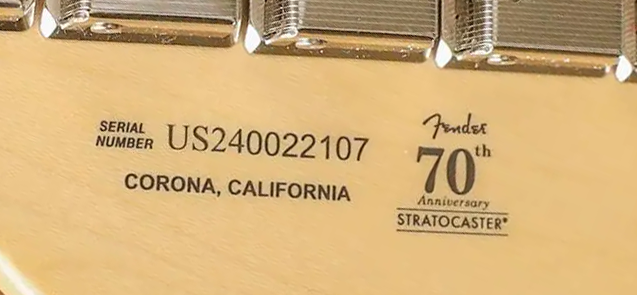 SERIAL
NUMBER US240022107
CORONA, CALIFORNIA
Fender
70th
Anniversary
STRATOCASTER®